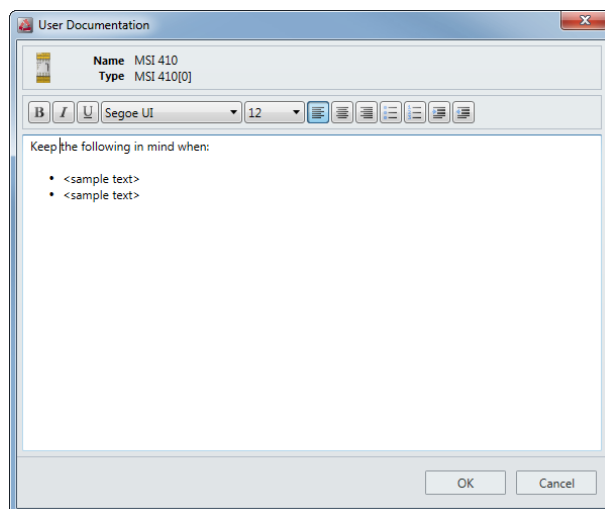 User Documentation
Name MSI 410
Type MSI 410[0]
B I U Segoe UI 12
Keep the following in mind when:
• <sample text>
• <sample text>
OK Cancel